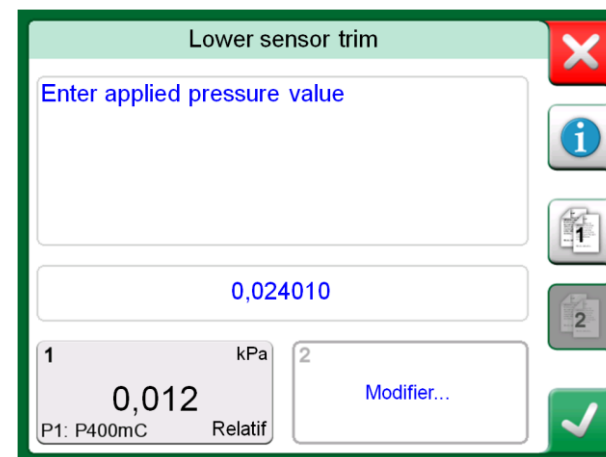 Lower sensor trim
Enter applied pressure value
i
1
0,024010
2
1 kPa
0,012
P1: P400mC Relatif
2
Modifier...